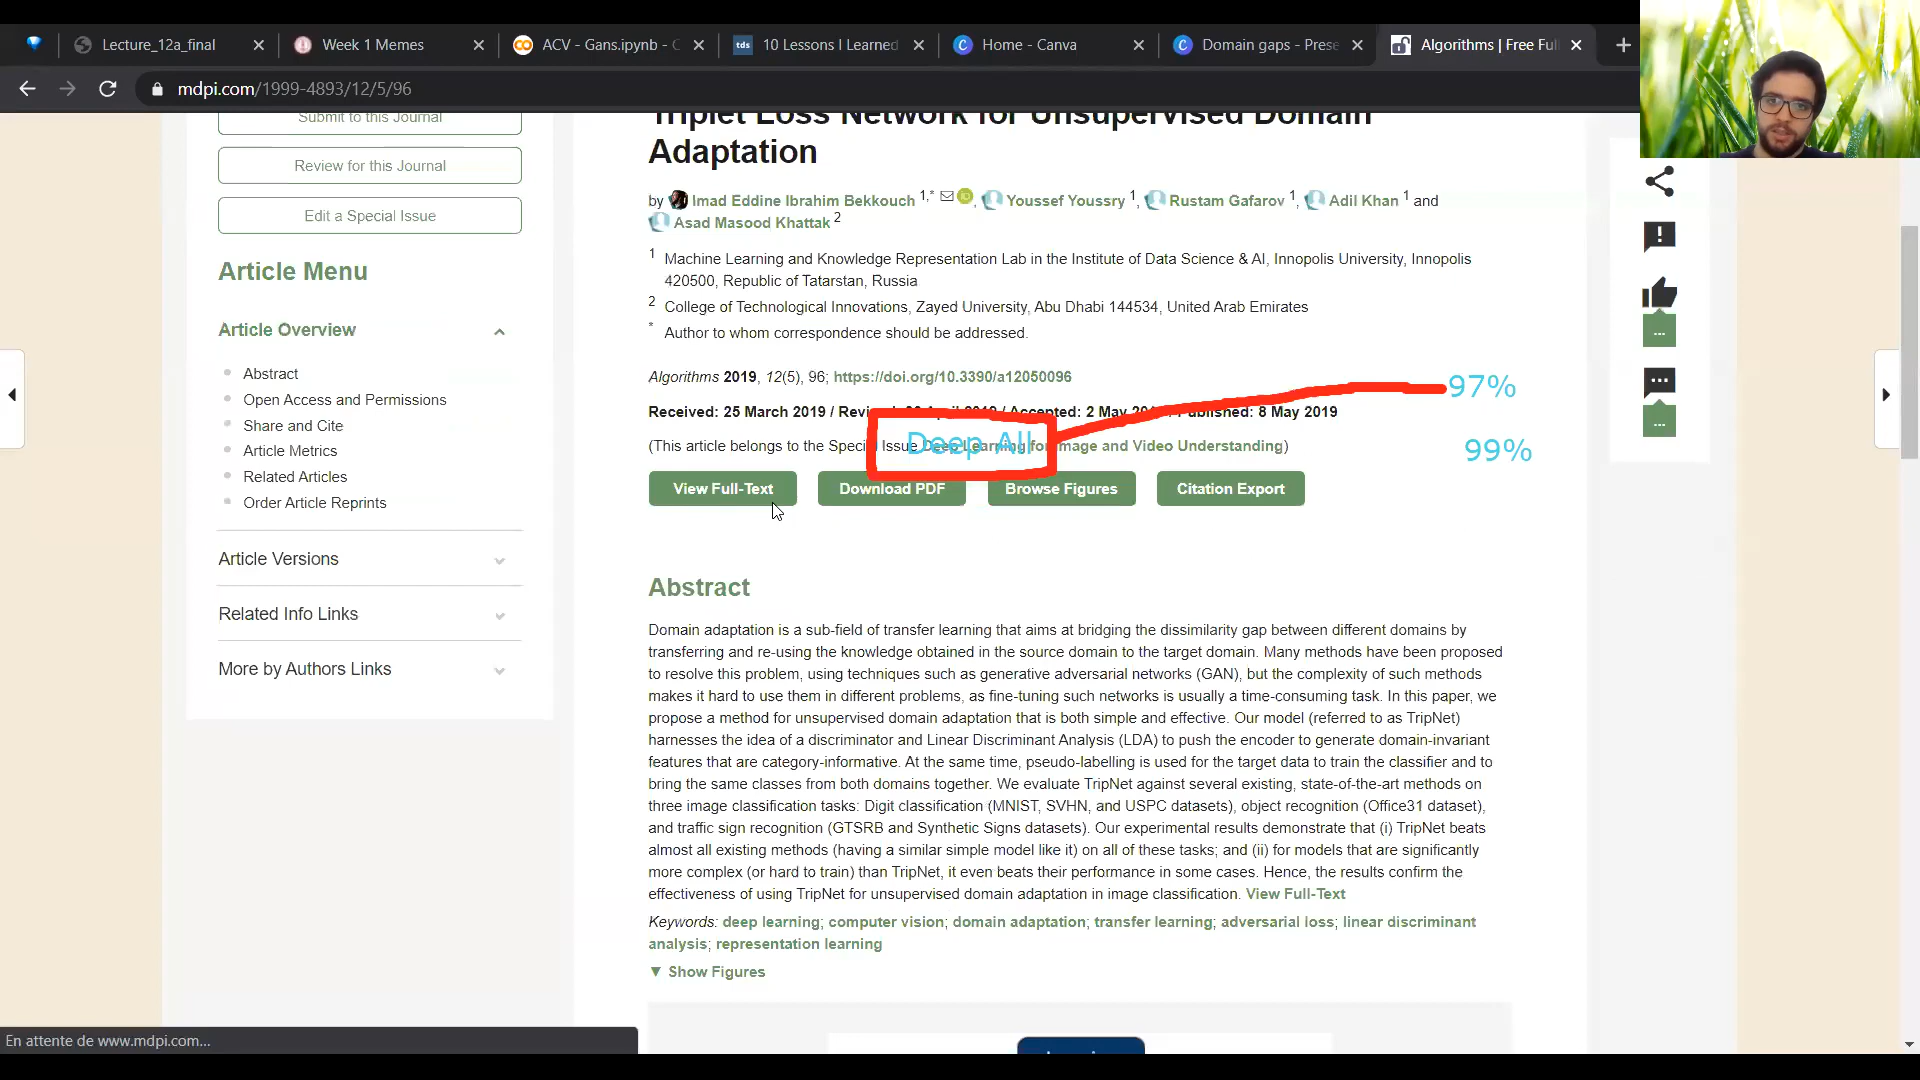 Lecture_12a_final
Week 1 Memes
ACV - Gans.ipynb - C
tds
10 Lessons I Learned
Home - Canva
Domain gaps - Prese
Algorithms | Free Full
mdpi.com/1999-4893/12/5/96
Submit to this Journal
Review for this Journal
Edit a Special Issue
Article Menu
Article Overview
Abstract
Open Access and Permissions
Share and Cite
Article Metrics
Related Articles
Order Article Reprints
Article Versions
Related Info Links
More by Authors Links
Triplet Loss Network for Unsupervised Domain
Adaptation
by Imad Eddine Ibrahim Bekkouch 1,* , Youssef Youssry 1, Rustam Gafarov 1, Adil Khan 1 and
Asad Masood Khattak 2
1 Machine Learning and Knowledge Representation Lab in the Institute of Data Science & AI, Innopolis University, Innopolis
420500, Republic of Tatarstan, Russia
2 College of Technological Innovations, Zayed University, Abu Dhabi 144534, United Arab Emirates
* Author to whom correspondence should be addressed.
Algorithms 2019, 12(5), 96; https://doi.org/10.3390/a12050096
97%
Received: 25 March 2019 / Revised: April 2019 / Accepted: 2 May 2019 / Published: 8 May 2019
(This article belongs to the Special Issue Deep Learning for Image and Video Understanding)
Deep All
99%
View Full-Text
Download PDF
Browse Figures
Citation Export
Abstract
Domain adaptation is a sub-field of transfer learning that aims at bridging the dissimilarity gap between different domains by
transferring and re-using the knowledge obtained in the source domain to the target domain. Many methods have been proposed
to resolve this problem, using techniques such as generative adversarial networks (GAN), but the complexity of such methods
makes it hard to use them in different problems, as fine-tuning such networks is usually a time-consuming task. In this paper, we
propose a method for unsupervised domain adaptation that is both simple and effective. Our model (referred to as TripNet)
harnesses the idea of a discriminator and Linear Discriminant Analysis (LDA) to push the encoder to generate domain-invariant
features that are category-informative. At the same time, pseudo-labelling is used for the target data to train the classifier and to
bring the same classes from both domains together. We evaluate TripNet against several existing, state-of-the-art methods on
three image classification tasks: Digit classification (MNIST, SVHN, and USPC datasets), object recognition (Office31 dataset),
and traffic sign recognition (GTSRB and Synthetic Signs datasets). Our experimental results demonstrate that (i) TripNet beats
almost all existing methods (having a similar simple model like it) on all of these tasks; and (ii) for models that are significantly
more complex (or hard to train) than TripNet, it even beats their performance in some cases. Hence, the results confirm the
effectiveness of using TripNet for unsupervised domain adaptation in image classification. View Full-Text
Keywords: deep learning; computer vision; domain adaptation; transfer learning; adversarial loss; linear discriminant
analysis; representation learning
▼ Show Figures
En attente de www.mdpi.com...